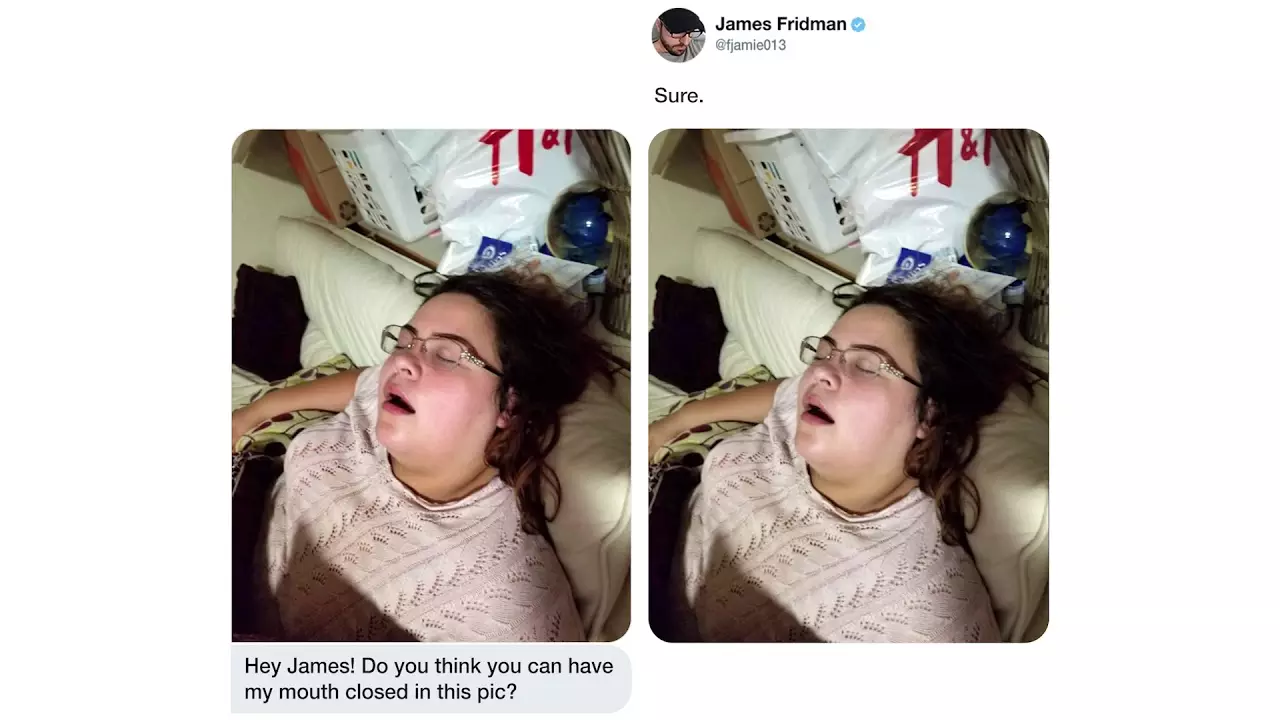 James Fridman
@fjamie013
Sure.
H&
H&
Hey James! Do you think you can have
my mouth closed in this pic?